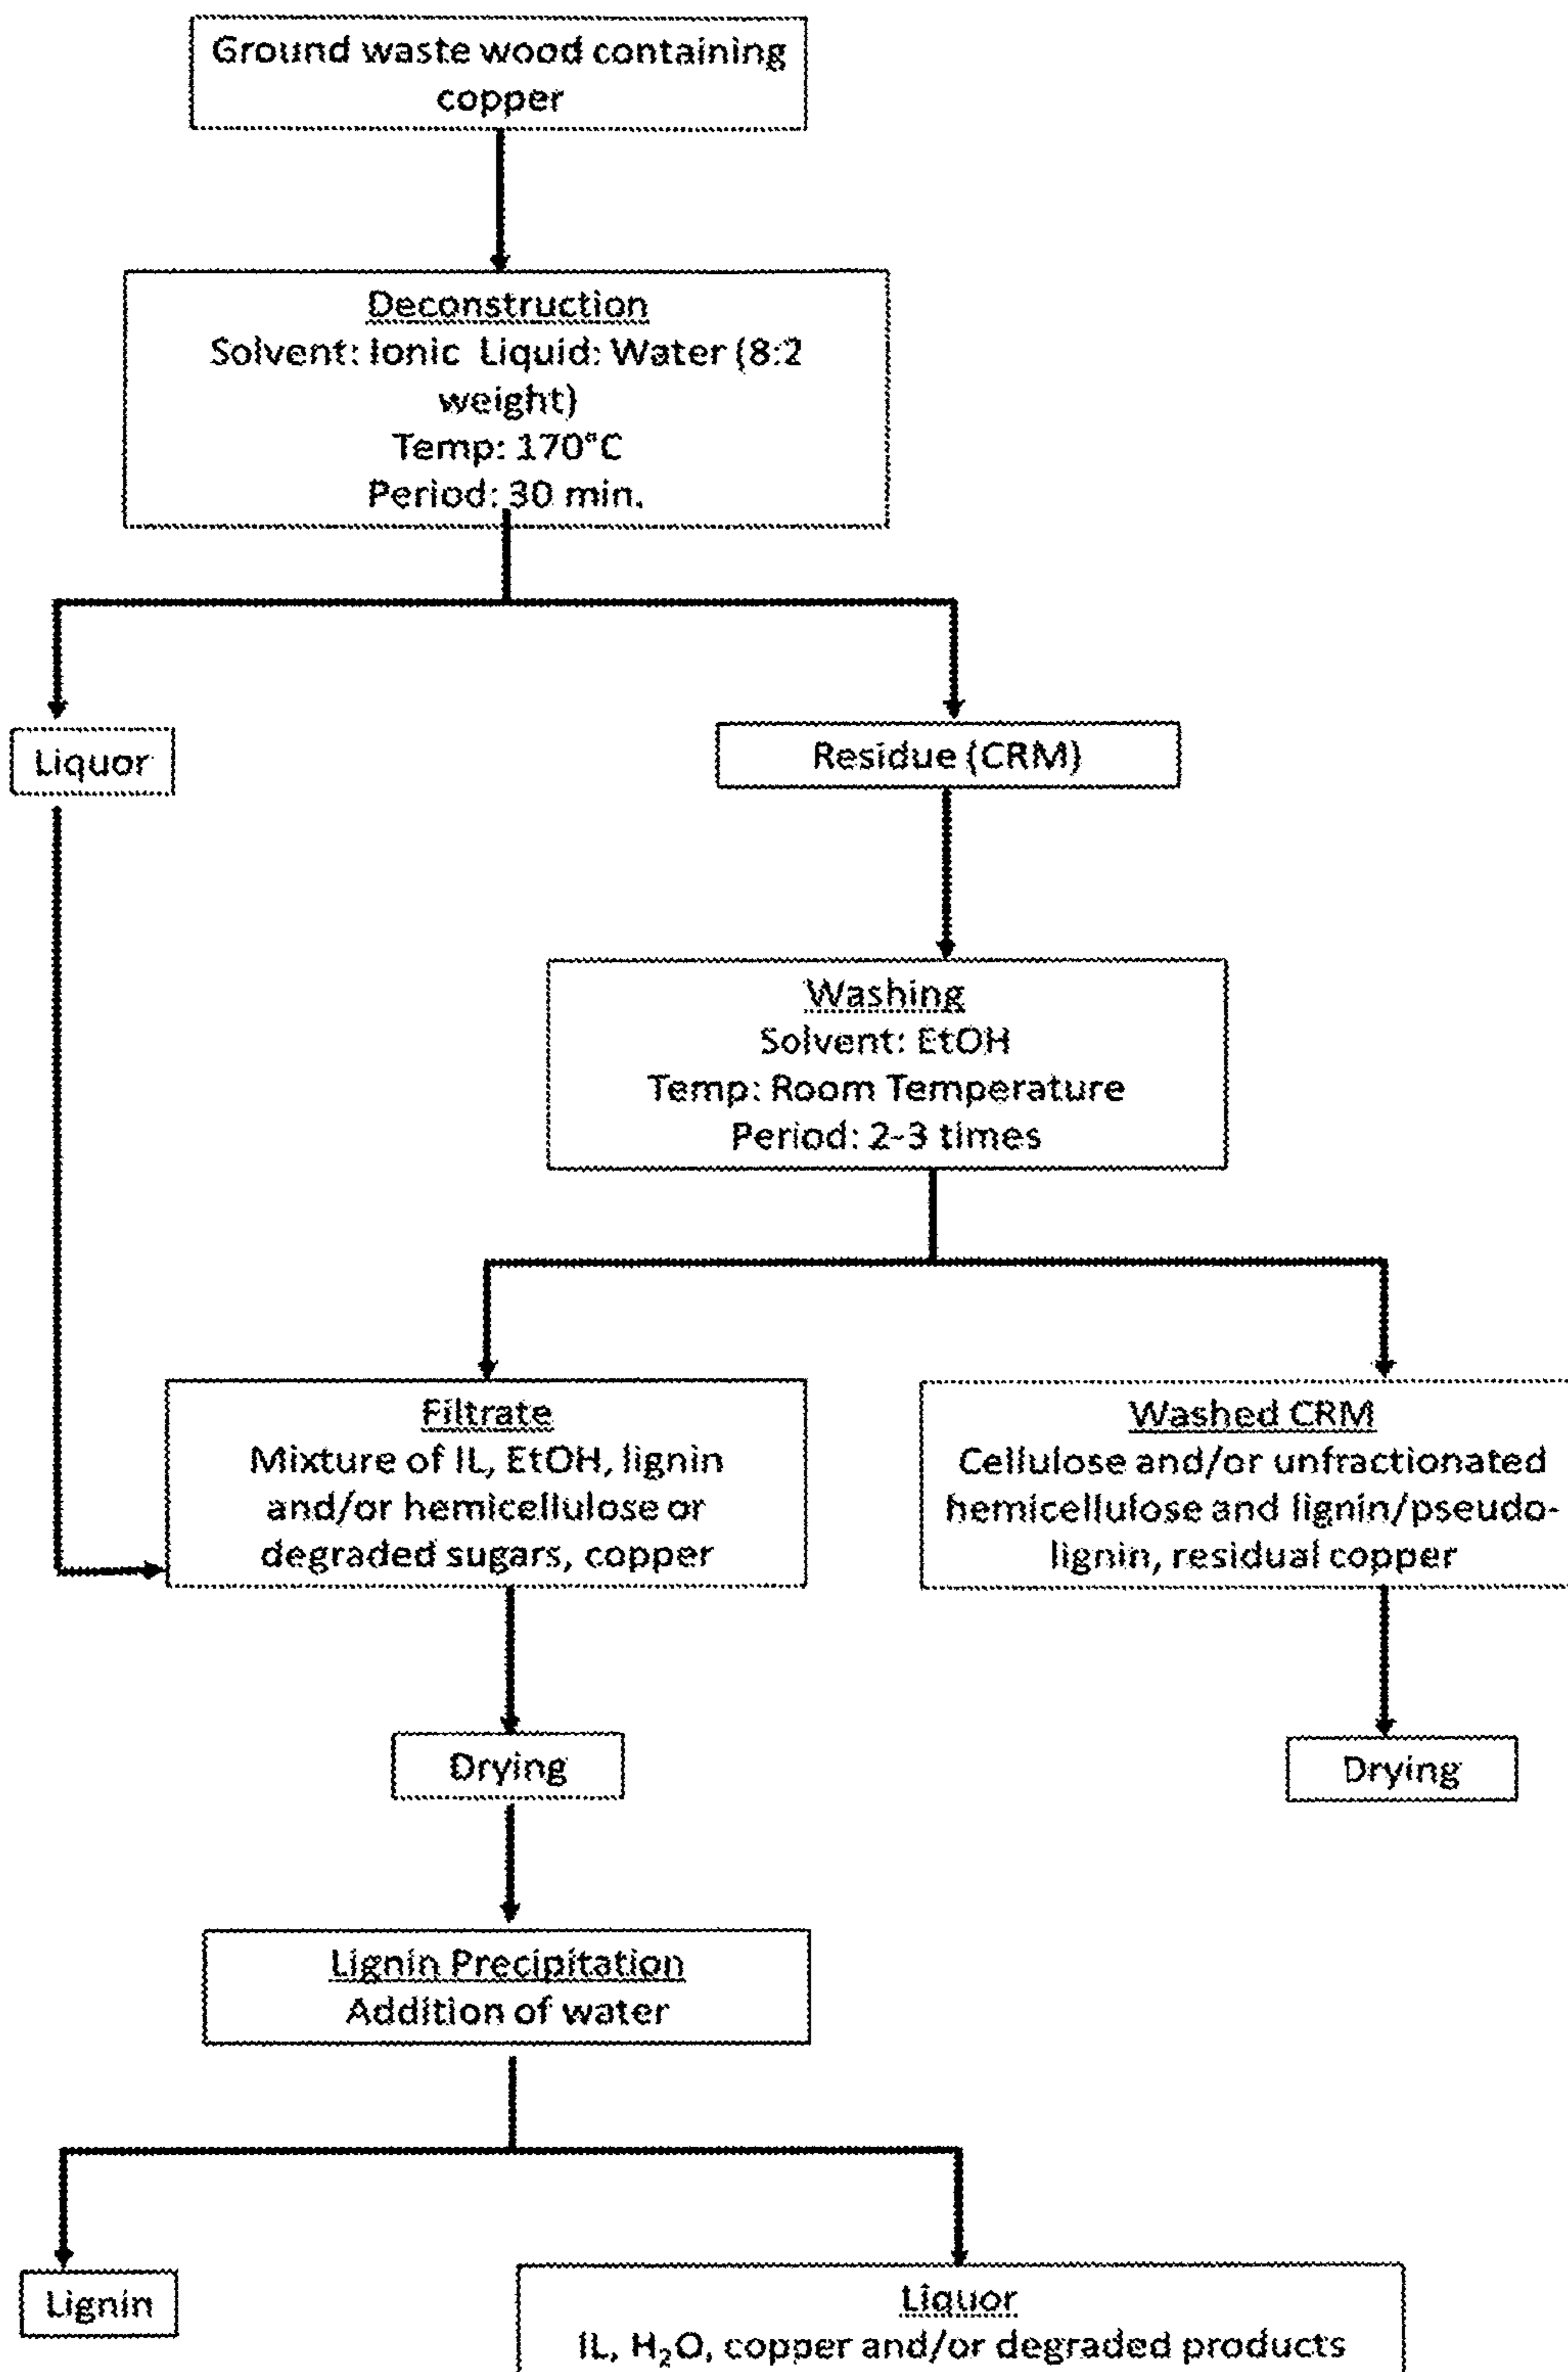 Ground waste wood containing
copper
Deconstruction
Solvent: Ionic Liquid: Water (8:2
weight)
Temp: 170°C
Period: 30 min.
Liquor
Residue (CRM)
Washing
Solvent: EtOH
Temp: Room Temperature
Period: 2-3 times
Filtrate
Mixture of IL, EtOH, lignin
and/or hemicellulose or
degraded sugars, copper
Washed CRM
Cellulose and/or unfractionated
hemicellulose and lignin/pseudo-
lignin, residual copper
Drying
Drying
Lignin Precipitation
Addition of water
Lignin
Liquor
IL, H₂O, copper and/or degraded products